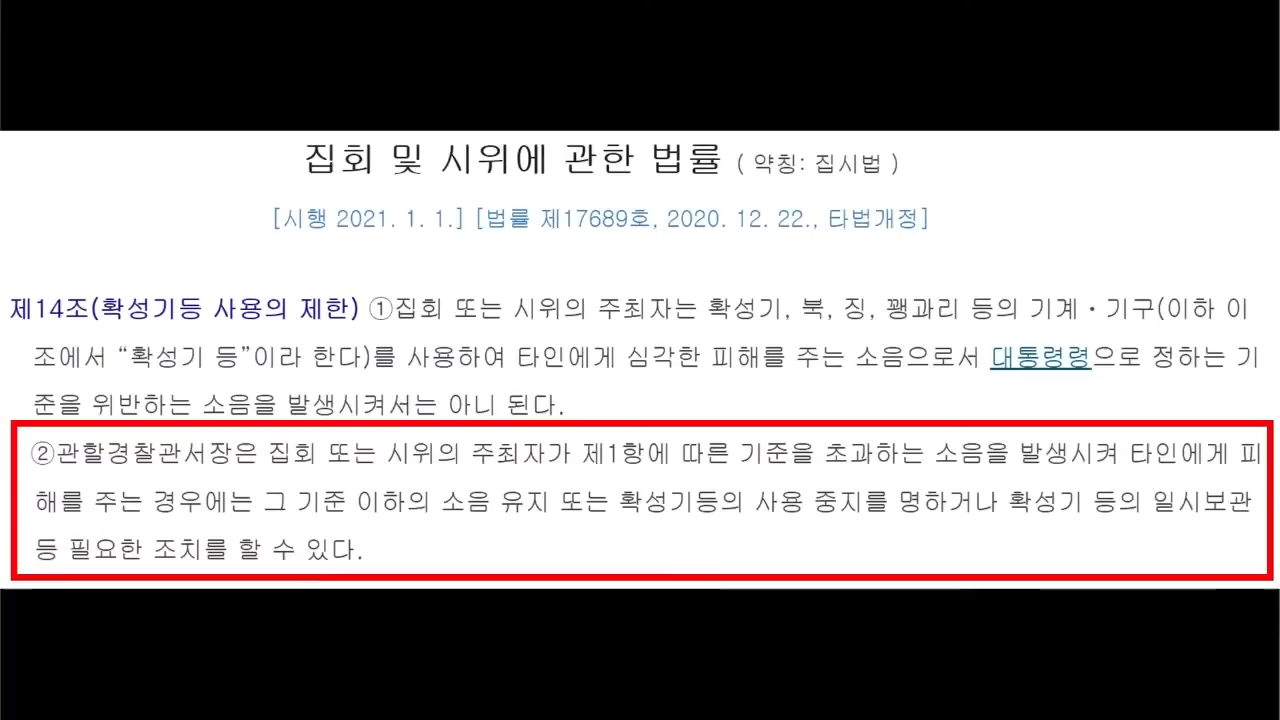 집회 및 시위에 관한 법률 ( 약칭: 집시법 )
[시행 2021. 1. 1.] [법률 제17689호, 2020. 12. 22., 타법개정]
제14조(확성기등 사용의 제한) ①집회 또는 시위의 주최자는 확성기, 북, 징, 꽹과리 등의 기계ㆍ기구(이하 이
조에서 “확성기 등”이라 한다)를 사용하여 타인에게 심각한 피해를 주는 소음으로서 대통령령으로 정하는 기
준을 위반하는 소음을 발생시켜서는 아니 된다.
②관할경찰관서장은 집회 또는 시위의 주최자가 제1항에 따른 기준을 초과하는 소음을 발생시켜 타인에게 피
해를 주는 경우에는 그 기준 이하의 소음 유지 또는 확성기등의 사용 중지를 명하거나 확성기 등의 일시보관
등 필요한 조치를 할 수 있다.